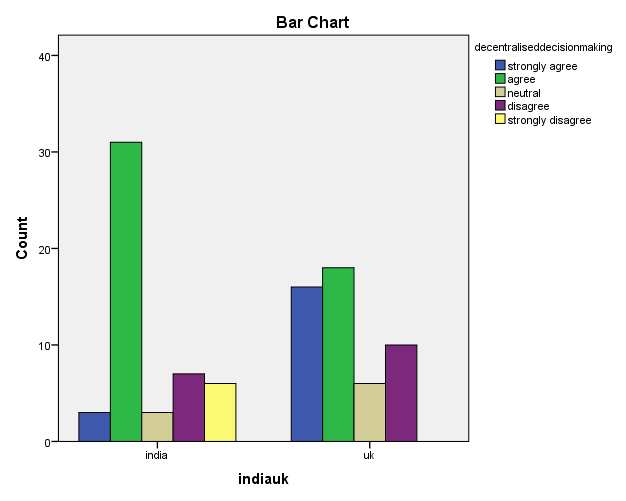 Bar Chart
decentraliseddecisionmaking
strongly agree
agree
neutral
disagree
strongly disagree
40
30
20
10
0
Count
india
uk
indiauk